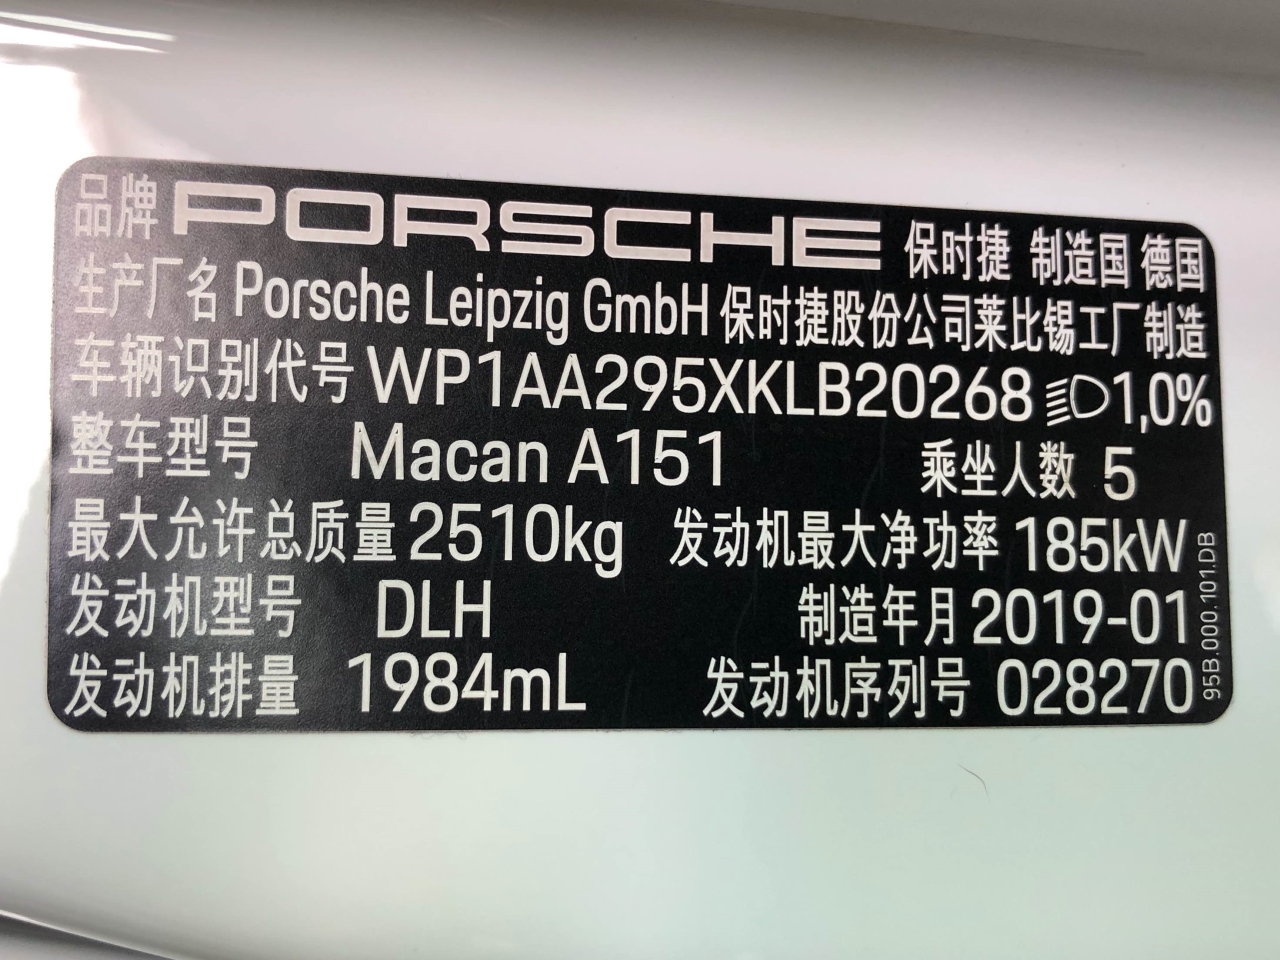 品牌 PORSCHE 保时捷 制造国 德国
生产厂名 Porsche Leipzig GmbH 保时捷股份公司莱比锡工厂制造
车辆识别代号 WP1AA295XKLB20268 1,0%
整车型号 Macan A151 乘坐人数 5
最大允许总质量 2510kg 发动机最大净功率 185kW
发动机型号 DLH 制造年月 2019-01
发动机排量 1984mL 发动机序列号 028270
95B.000.101.DB